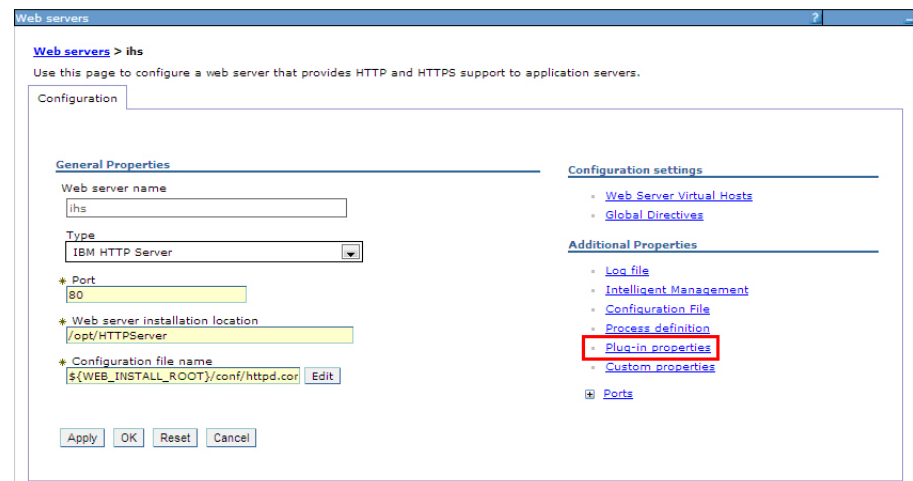 Web servers
?
Web servers > ihs
Use this page to configure a web server that provides HTTP and HTTPS support to application servers.
Configuration
General Properties
Web server name
ihs
Type
IBM HTTP Server
* Port
80
* Web server installation location
/opt/HTTPServer
* Configuration file name
${WEB_INSTALL_ROOT}/conf/httpd.cor Edit
Apply OK Reset Cancel
Configuration settings
Web Server Virtual Hosts
Global Directives
Additional Properties
Log file
Intelligent Management
Configuration File
Process definition
Plug-in properties
Custom properties
Ports